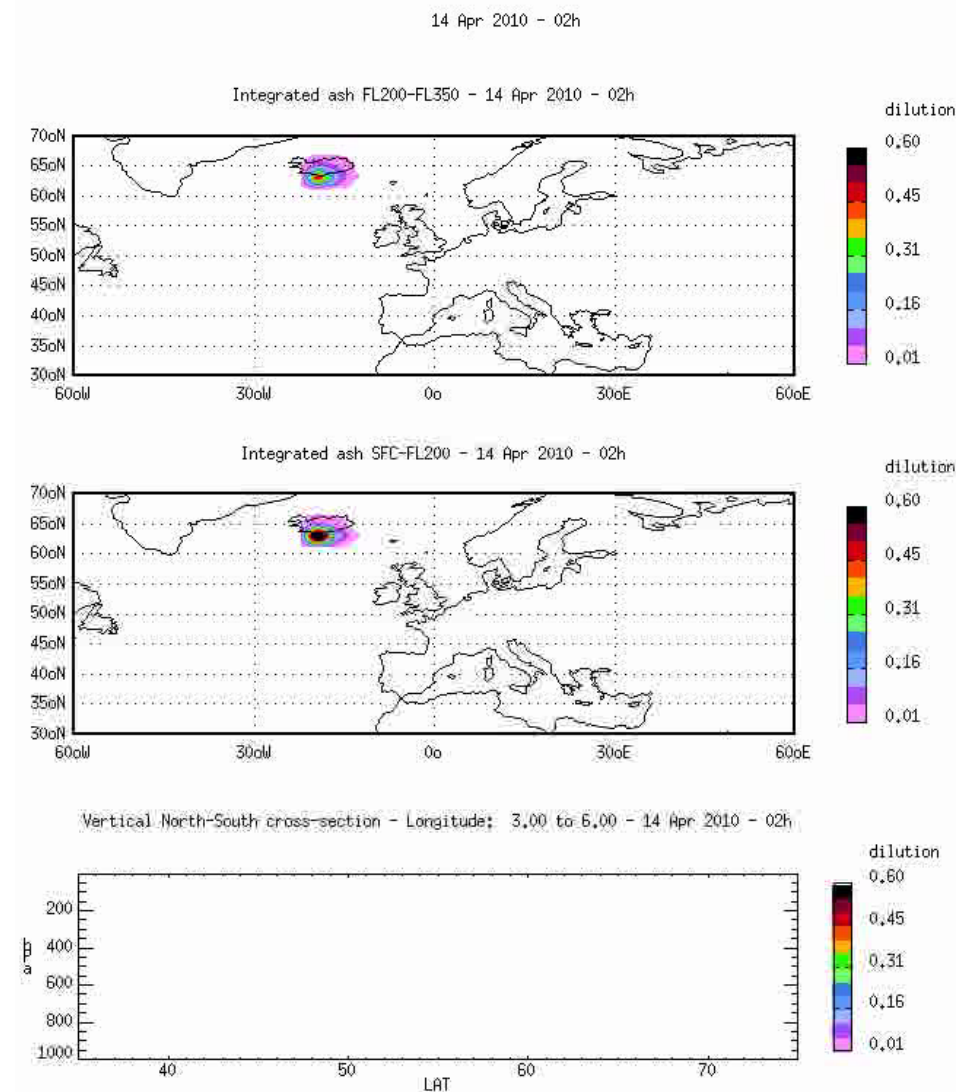 14 Apr 2010 - 02h
Integrated ash FL200-FL350 - 14 Apr 2010 - 02h
dilution
70oN
65oN
60oN
55oN
50oN
45oN
40oN
35oN
30oN
60oW 30oW 0o 30oE 60oE
0.60
0.45
0.31
0.16
0.01
Integrated ash SFC-FL200 - 14 Apr 2010 - 02h
dilution
70oN
65oN
60oN
55oN
50oN
45oN
40oN
35oN
30oN
60oW 30oW 0o 30oE 60oE
0.60
0.45
0.31
0.16
0.01
Vertical North-South cross-section - Longitude: 3.00 to 6.00 - 14 Apr 2010 - 02h
dilution
hPa
200
400
600
800
1000
40 50 60 70
LAT
0.60
0.45
0.31
0.16
0.01